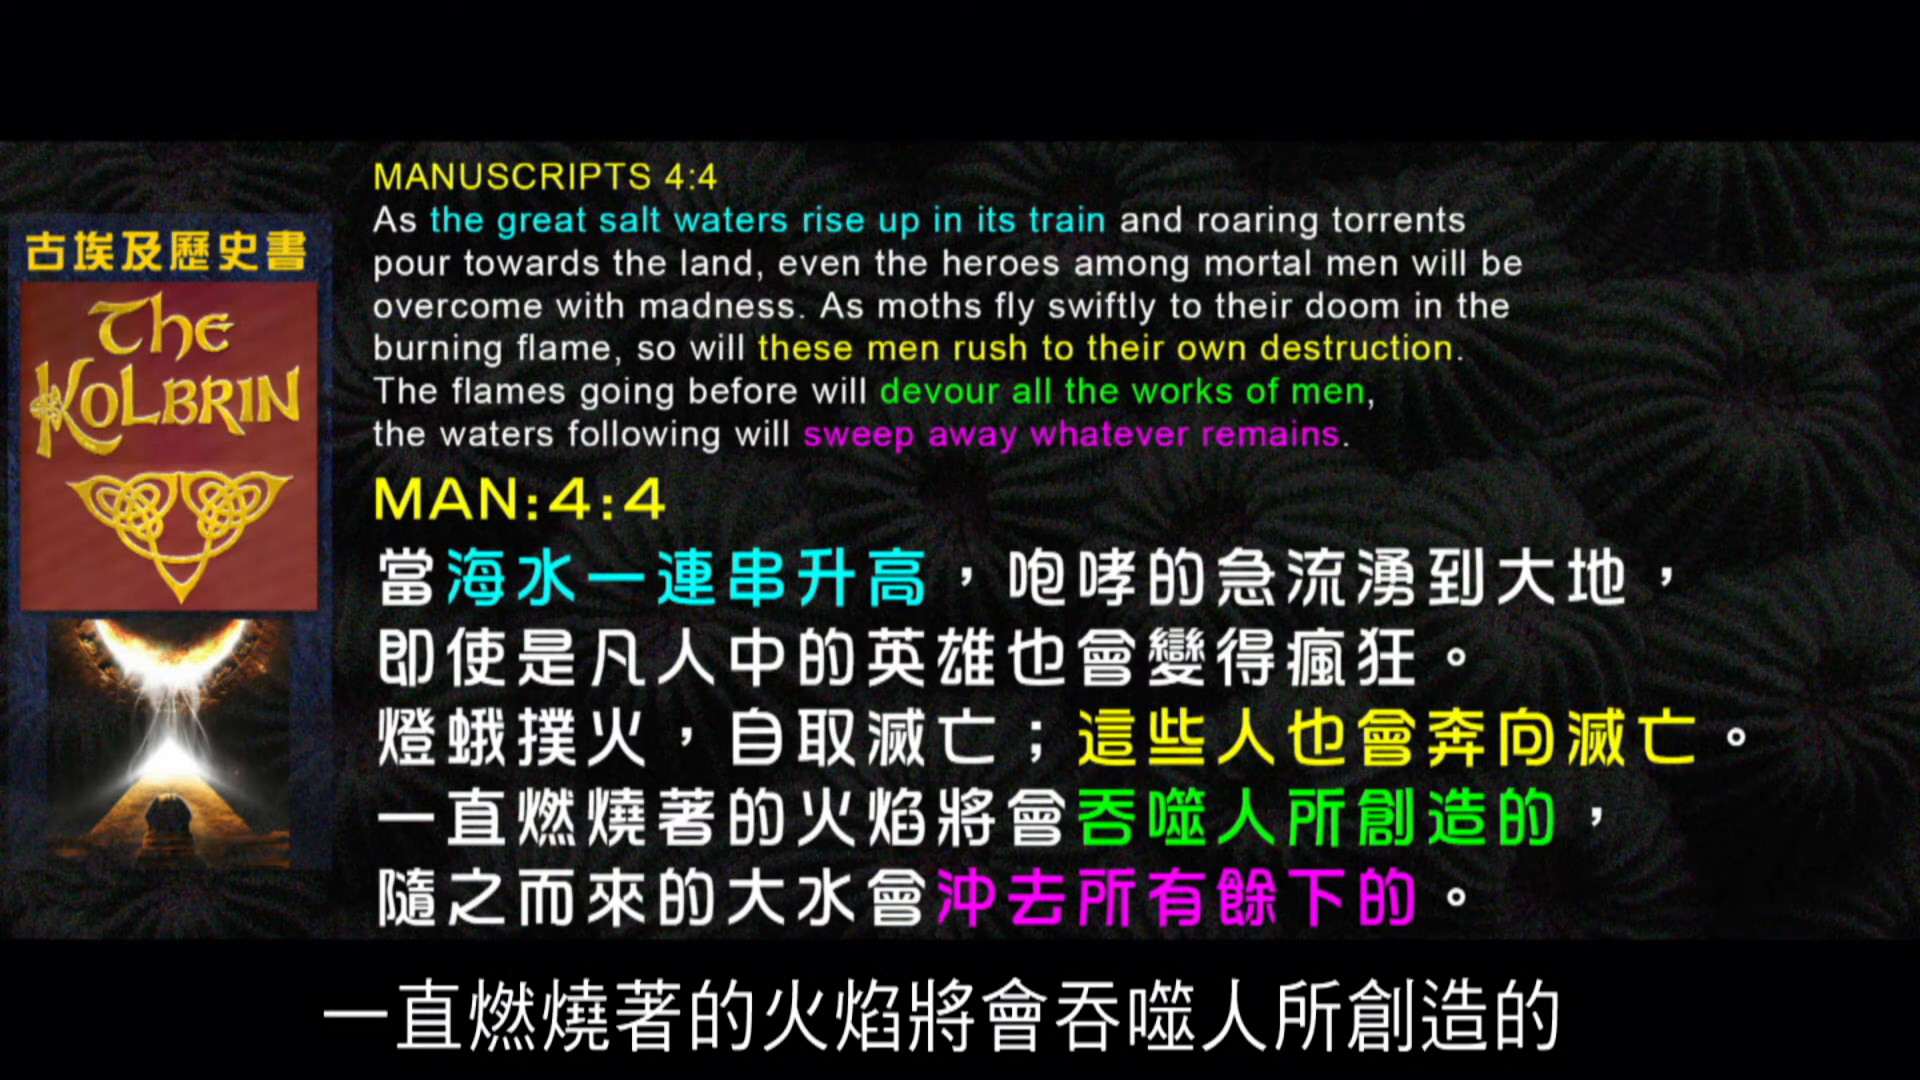 古埃及歷史書
The
KOLBRIN
MANUSCRIPTS 4:4
As the great salt waters rise up in its train and roaring torrents
pour towards the land, even the heroes among mortal men will be
overcome with madness. As moths fly swiftly to their doom in the
burning flame, so will these men rush to their own destruction.
The flames going before will devour all the works of men,
the waters following will sweep away whatever remains.
MAN:4:4
當海水一連串升高，咆哮的急流湧到大地，
即使是凡人中的英雄也會變得瘋狂。
燈蛾撲火，自取滅亡；這些人也會奔向滅亡。
一直燃燒著的火焰將會吞噬人所創造的，
隨之而來的大水會沖去所有餘下的。
一直燃燒著的火焰將會吞噬人所創造的